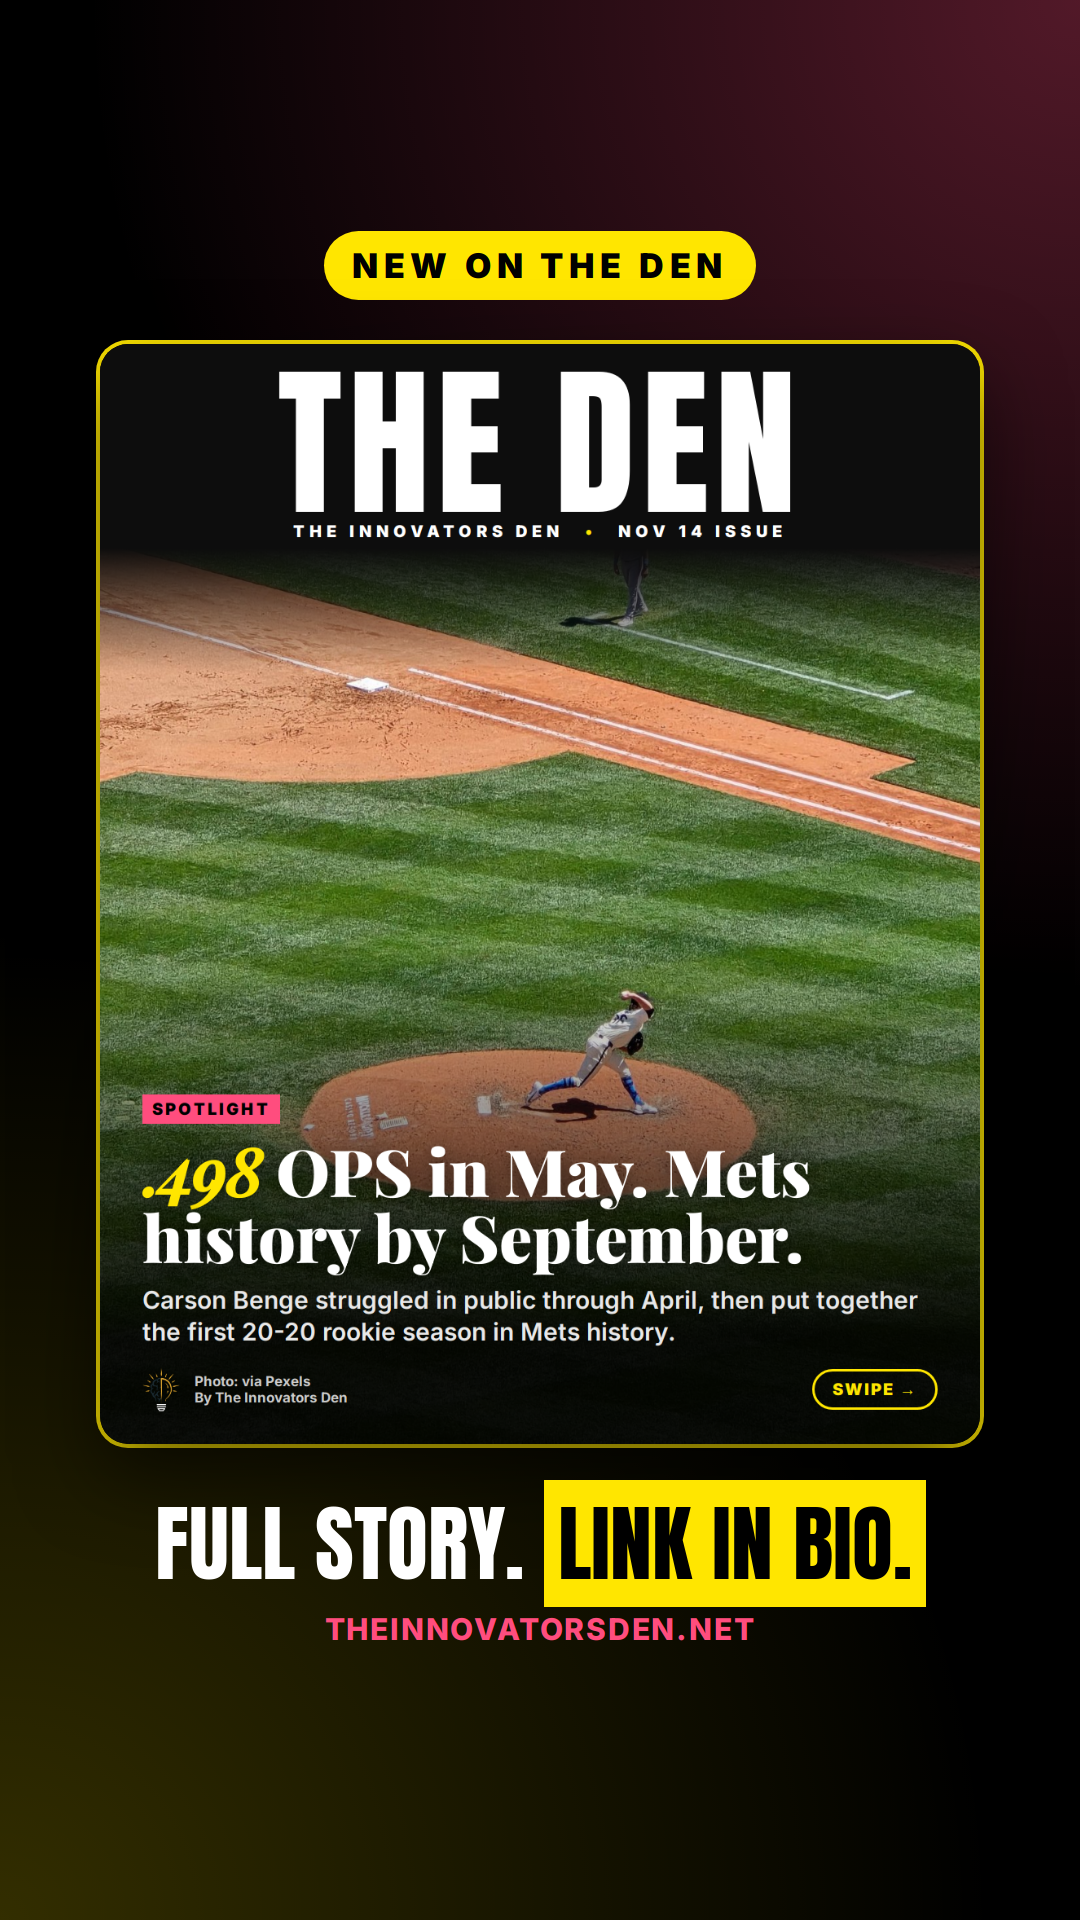 NEW ON THE DEN
THE DEN
THE INNOVATORS DEN • NOV 14 ISSUE
SPOTLIGHT
.498 OPS in May. Mets
history by September.
Carson Benge struggled in public through April, then put together
the first 20-20 rookie season in Mets history.
Photo: via Pexels
By The Innovators Den
SWIPE →
FULL STORY. LINK IN BIO.
THEINNOVATORSDEN.NET